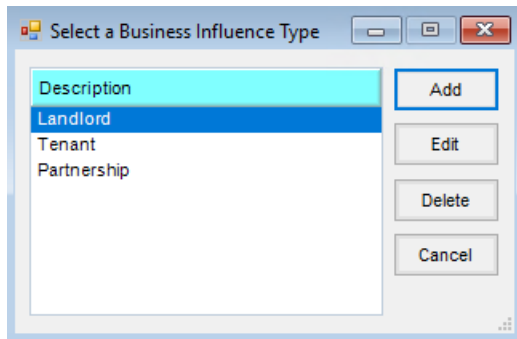 Select a Business Influence Type
Description
Landlord
Tenant
Partnership
Add
Edit
Delete
Cancel